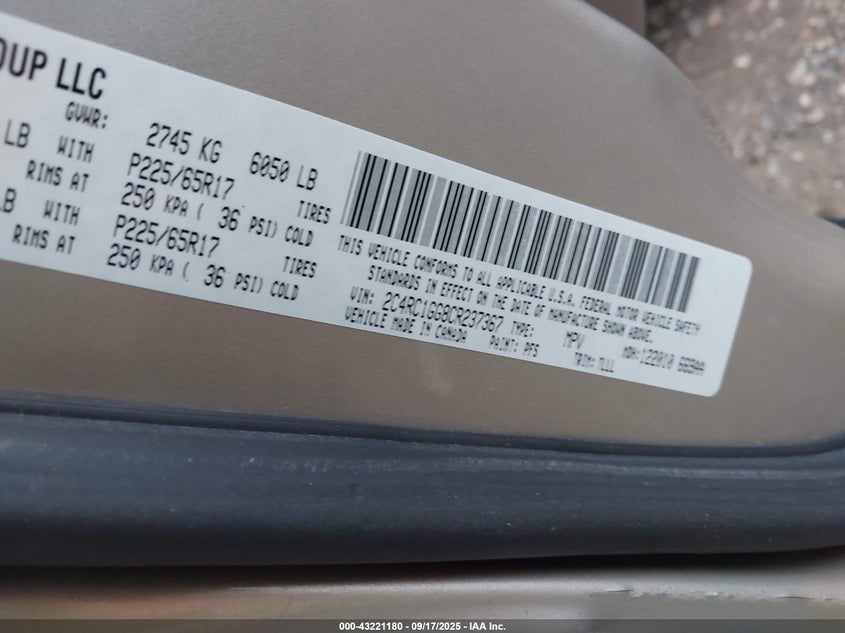 OUP LLC
GVWR: 2745 KG 6050 LB
LB WITH P225/65R17 TIRES
RIMS AT 250 KPA ( 36 PSI) COLD
LB WITH P225/65R17 TIRES
RIMS AT 250 KPA ( 36 PSI) COLD
THIS VEHICLE CONFORMS TO ALL APPLICABLE U.S.A. FEDERAL MOTOR VEHICLE SAFETY
STANDARDS IN EFFECT ON THE DATE OF MANUFACTURE SHOWN ABOVE.
VIN: 2C4RC1GG8CR237367 TYPE: MPV MDH:122010
VEHICLE MADE IN CANADA PAINT: PFS TRIM: TLLL
000-43221180 - 09/17/2025 - IAA Inc.